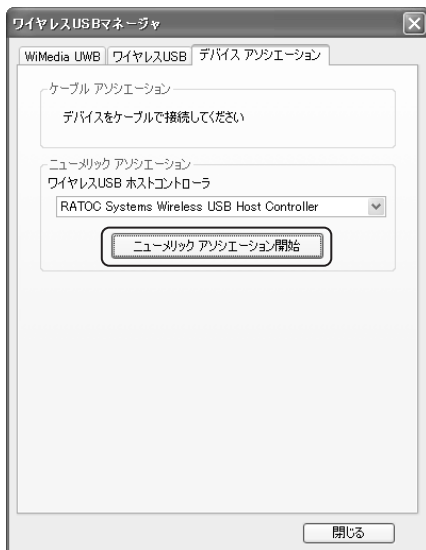 ワイヤレスUSBマネージャ
WiMedia UWB ワイヤレスUSB デバイス アソシエーション
ケーブル アソシエーション
デバイスをケーブルで接続してください
ニューメリック アソシエーション
ワイヤレスUSB ホストコントローラ
RATOC Systems Wireless USB Host Controller
ニューメリック アソシエーション開始
閉じる